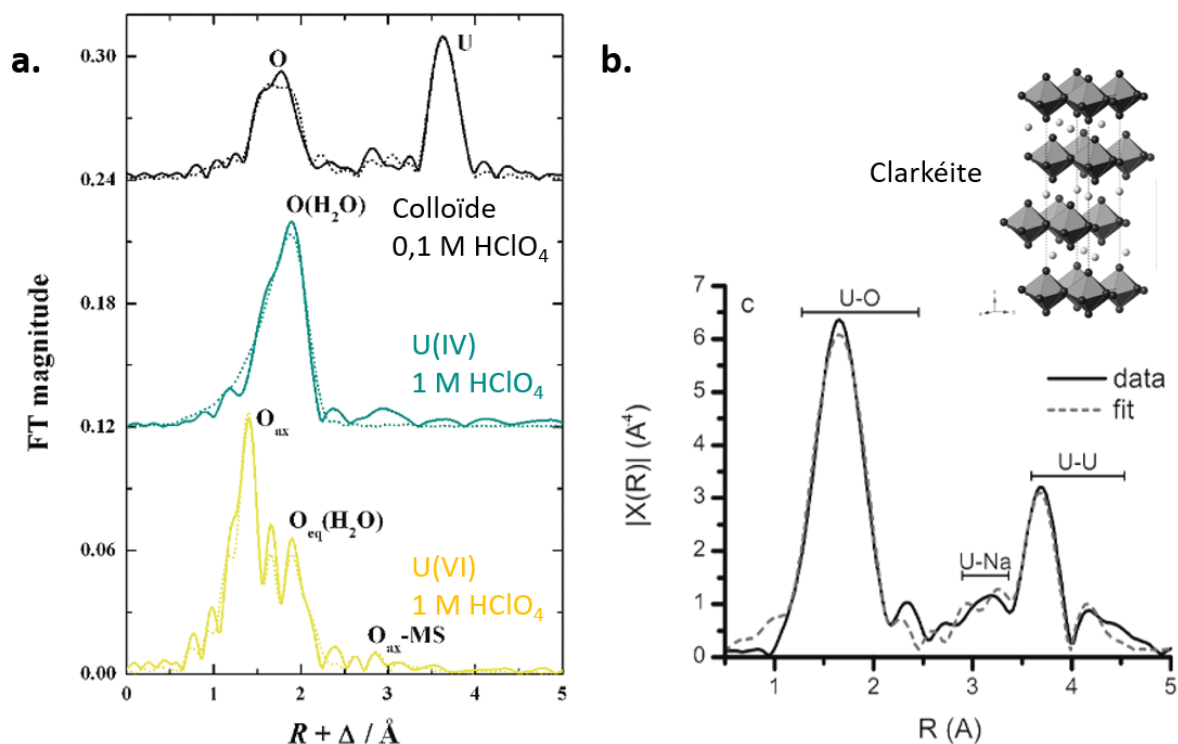 a.
0.30
0.24
0.18
0.12
0.06
0.00
FT magnitude
O
U
Colloïde
0,1 M HClO4
O(H2O)
U(IV)
1 M HClO4
Oax
Oeq(H2O)
U(VI)
1 M HClO4
Oax-MS
0 1 2 3 4 5
R + Δ / Å
b.
Clarkéite
c
7
6
5
4
3
2
1
0
|X(R)| (A-4)
U-O
data
fit
U-U
U-Na
1 2 3 4 5
R (A)